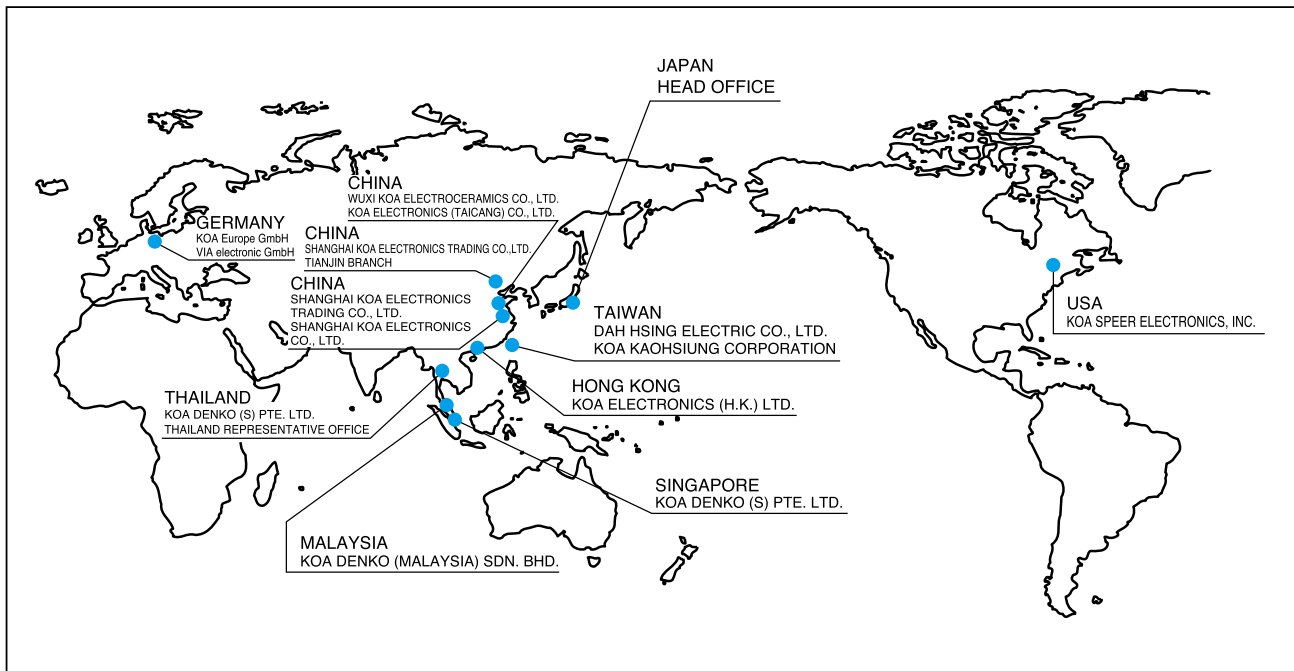 JAPAN
HEAD OFFICE
CHINA
WUXI KOA ELECTROCERAMICS CO., LTD.
KOA ELECTRONICS (TAICANG) CO., LTD.
GERMANY
KOA Europe GmbH
VIA electronic GmbH
CHINA
SHANGHAI KOA ELECTRONICS TRADING CO.,LTD.
TIANJIN BRANCH
CHINA
SHANGHAI KOA ELECTRONICS
TRADING CO., LTD.
SHANGHAI KOA ELECTRONICS
CO., LTD.
TAIWAN
DAH HSING ELECTRIC CO., LTD.
KOA KAOHSIUNG CORPORATION
USA
KOA SPEER ELECTRONICS, INC.
HONG KONG
KOA ELECTRONICS (H.K.) LTD.
THAILAND
KOA DENKO (S) PTE. LTD.
THAILAND REPRESENTATIVE OFFICE
SINGAPORE
KOA DENKO (S) PTE. LTD.
MALAYSIA
KOA DENKO (MALAYSIA) SDN. BHD.